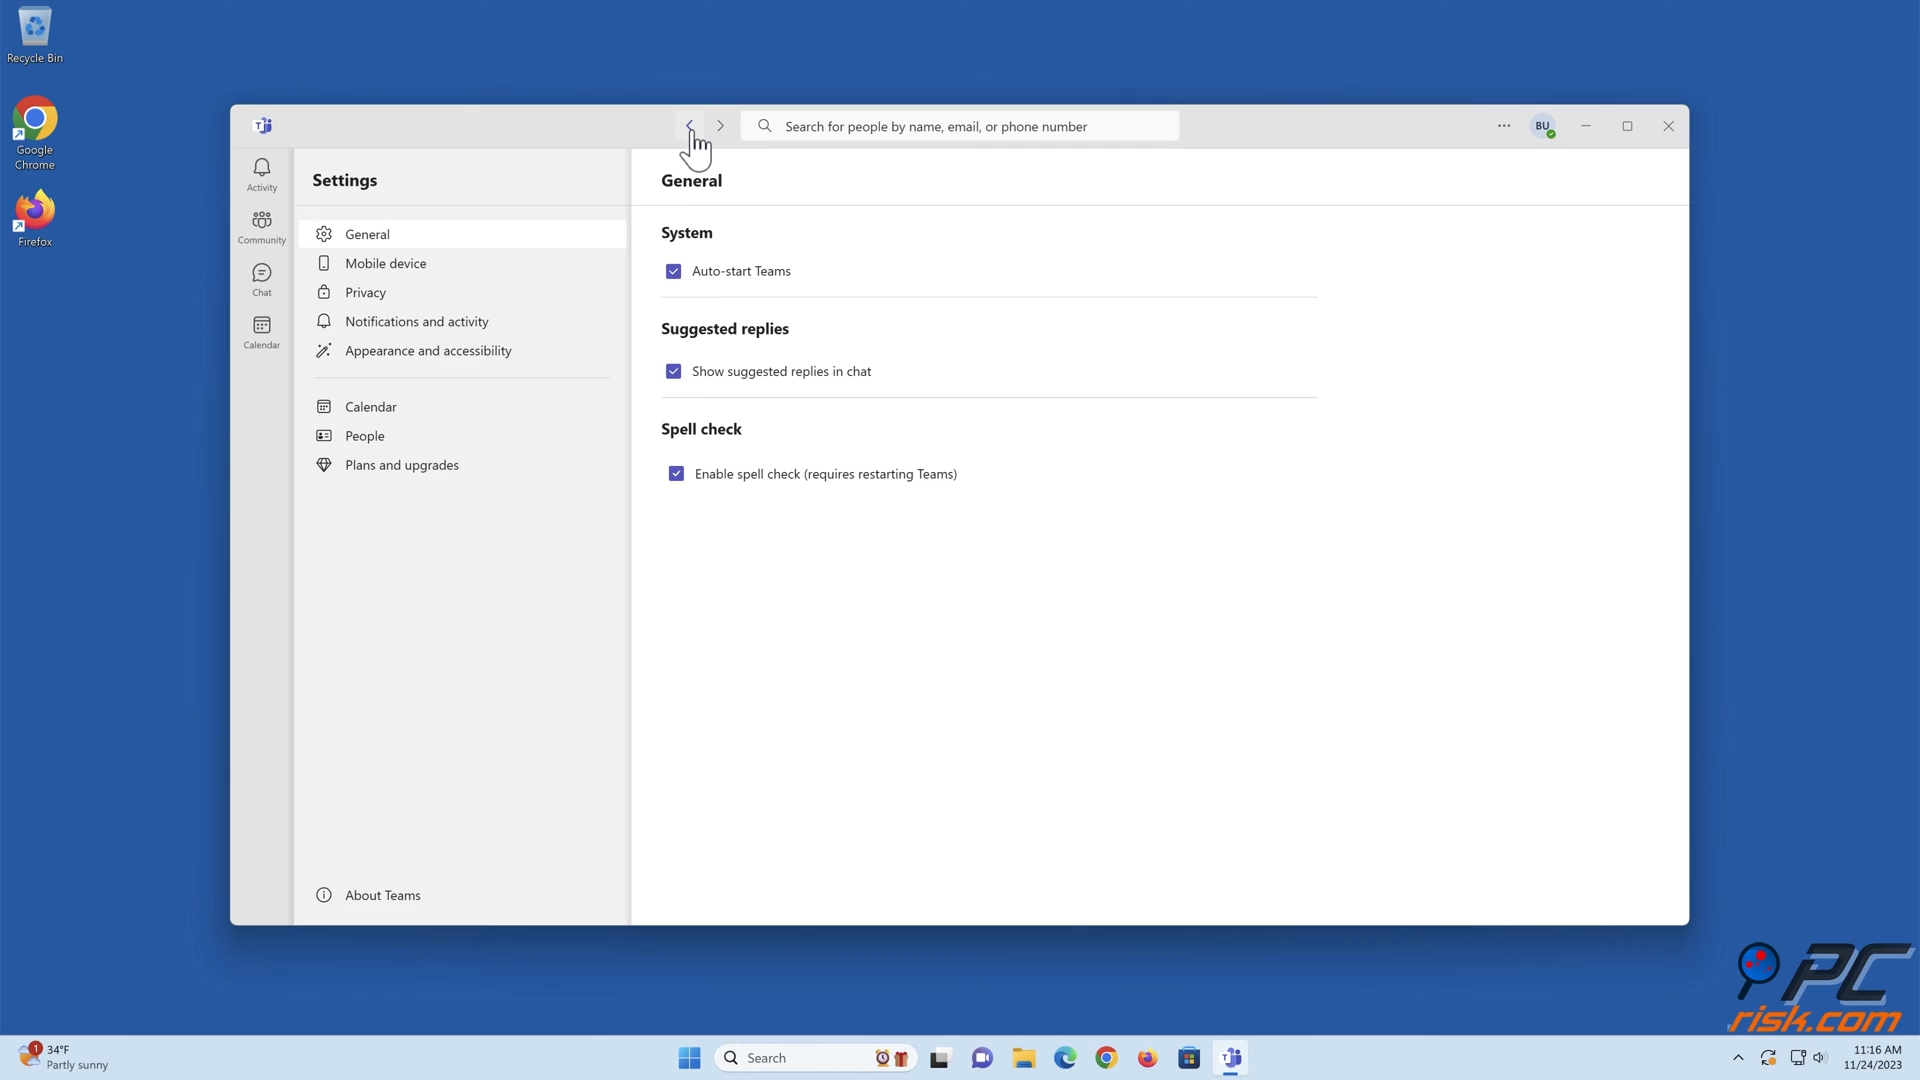 Recycle Bin
Google
Chrome
Firefox
Search for people by name, email, or phone number
BU
Activity
Community
Chat
Calendar
Settings
General
Mobile device
Privacy
Notifications and activity
Appearance and accessibility
Calendar
People
Plans and upgrades
About Teams
General
System
Auto-start Teams
Suggested replies
Show suggested replies in chat
Spell check
Enable spell check (requires restarting Teams)
PC
risk.com
1
34°F
Partly sunny
Search
11:16 AM
11/24/2023